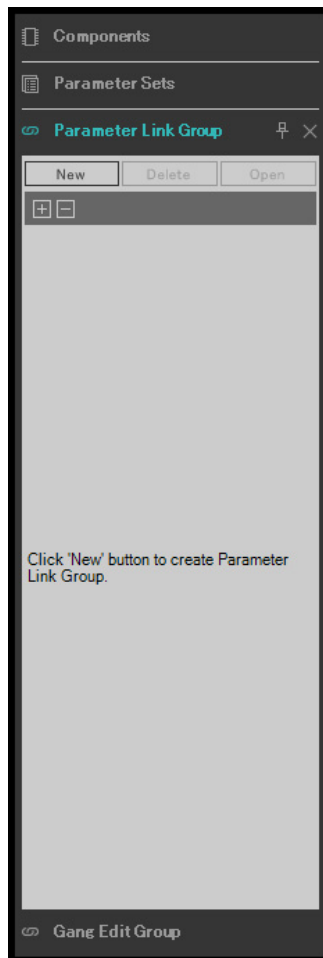 Components
Parameter Sets
Parameter Link Group
New Delete Open
Click 'New' button to create Parameter
Link Group.
Gang Edit Group